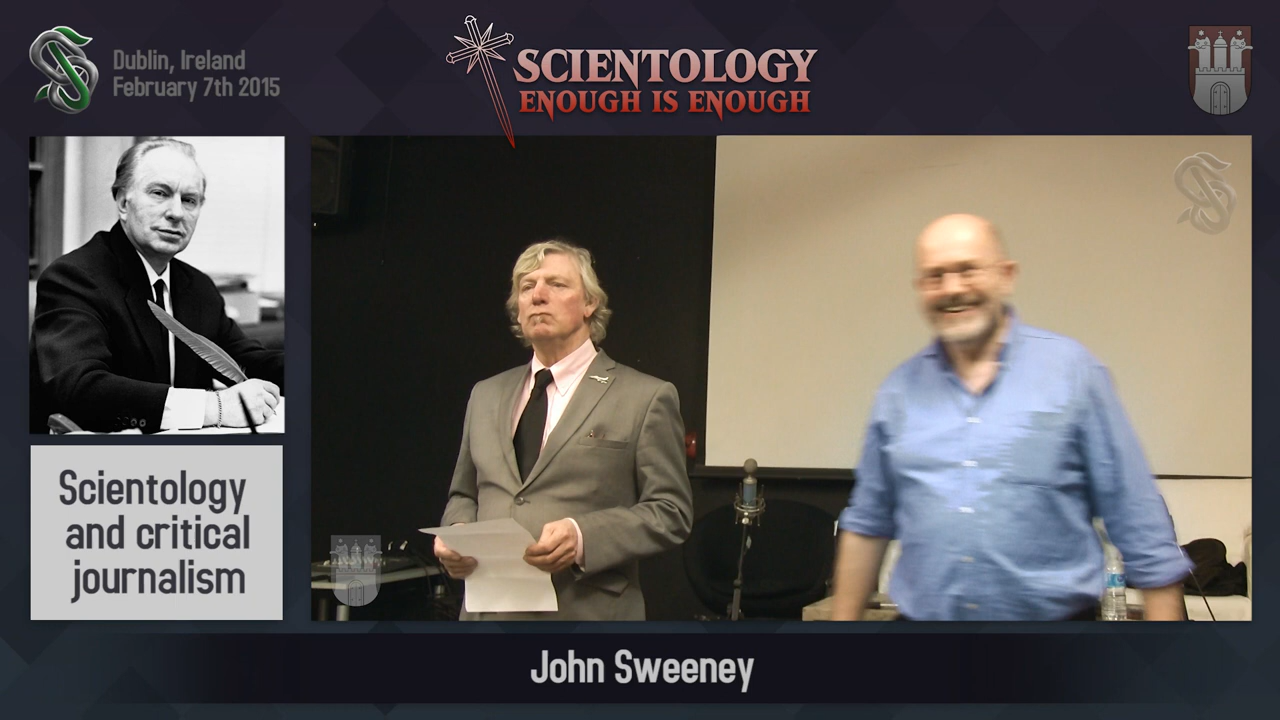 Dublin, Ireland
February 7th 2015
SCIENTOLOGY
ENOUGH IS ENOUGH
Scientology
and critical
journalism
John Sweeney